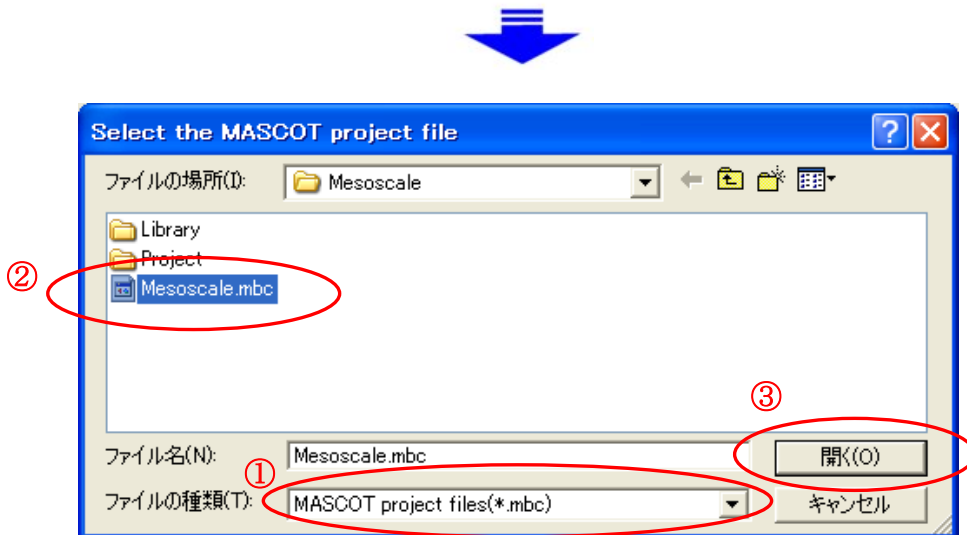 Select the MASCOT project file
ファイルの場所(I): Mesoscale
Library
Project
② Mesoscale.mbc
③
ファイル名(N): Mesoscale.mbc 開く(O)
①
ファイルの種類(T): MASCOT project files(*.mbc) キャンセル